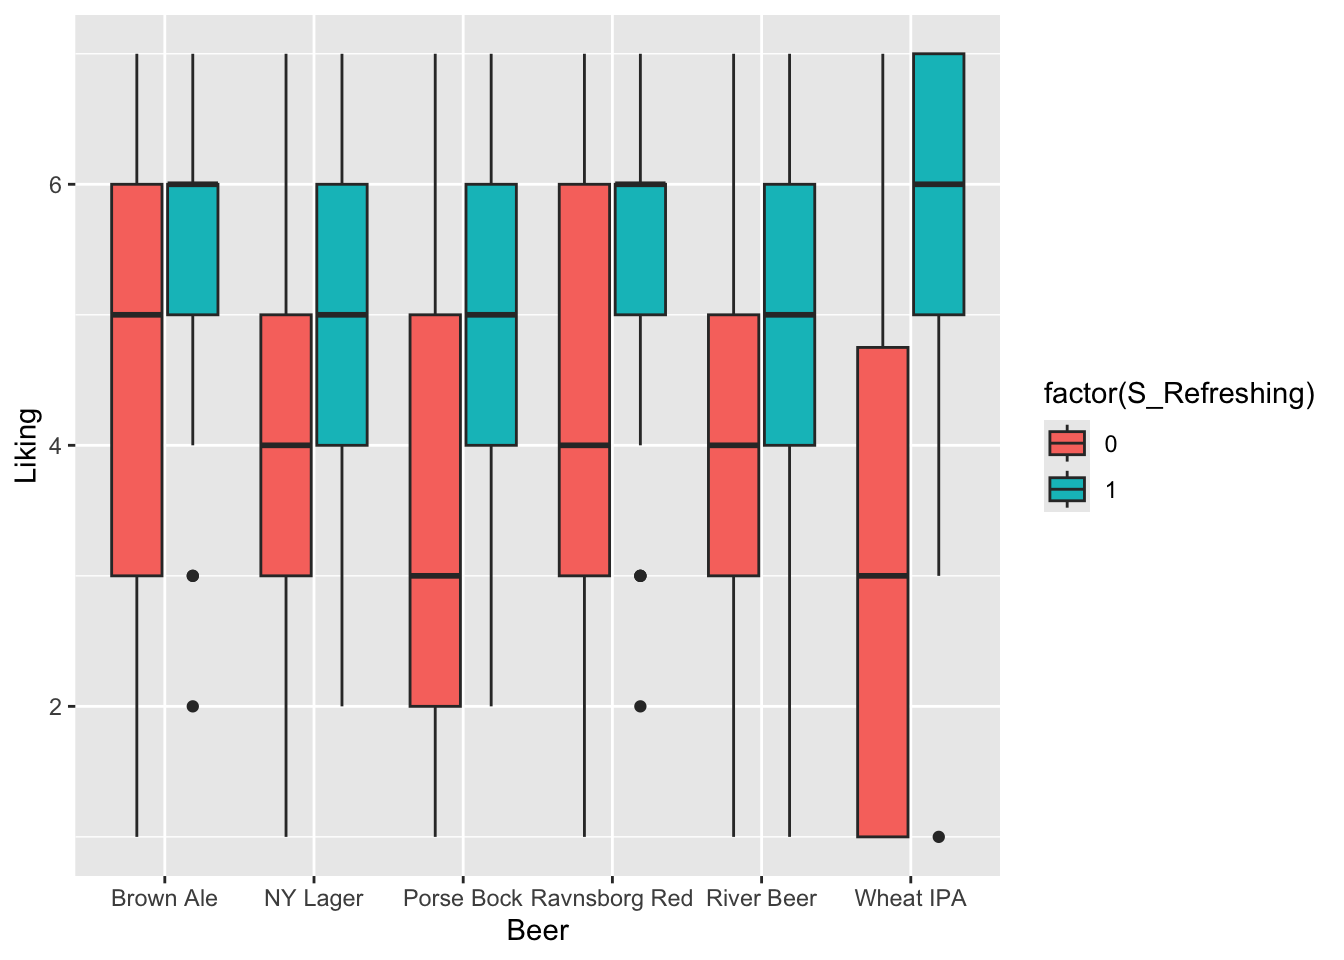 Liking
6
4
2
Brown Ale
NY Lager
Porse Bock
Ravnsborg Red
River Beer
Wheat IPA
Beer
factor(S_Refreshing)
0
1